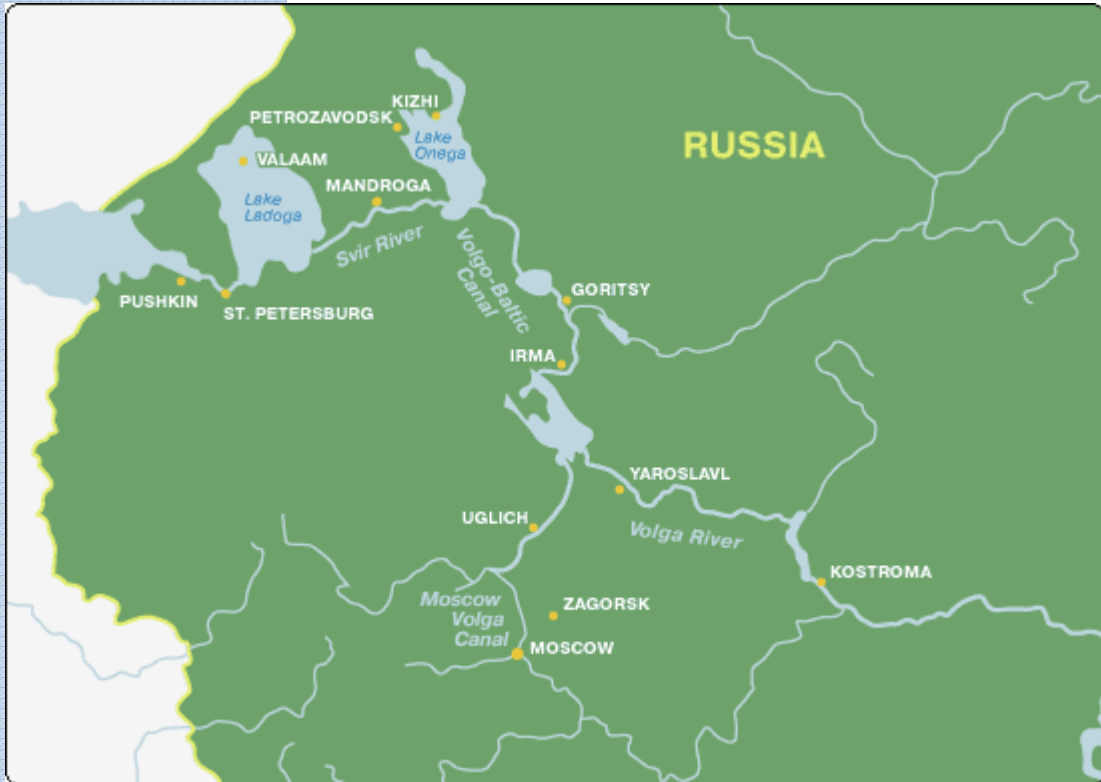 KIZHI
PETROZAVODSK
Lake
Onega
RUSSIA
VALAAM
MANDROGA
Lake
Ladoga
Svir River
Volgo-Baltic
Canal
PUSHKIN
ST. PETERSBURG
GORITSY
IRMA
YAROSLAVL
UGLICH
Volga River
KOSTROMA
Moscow
Volga
Canal
ZAGORSK
MOSCOW